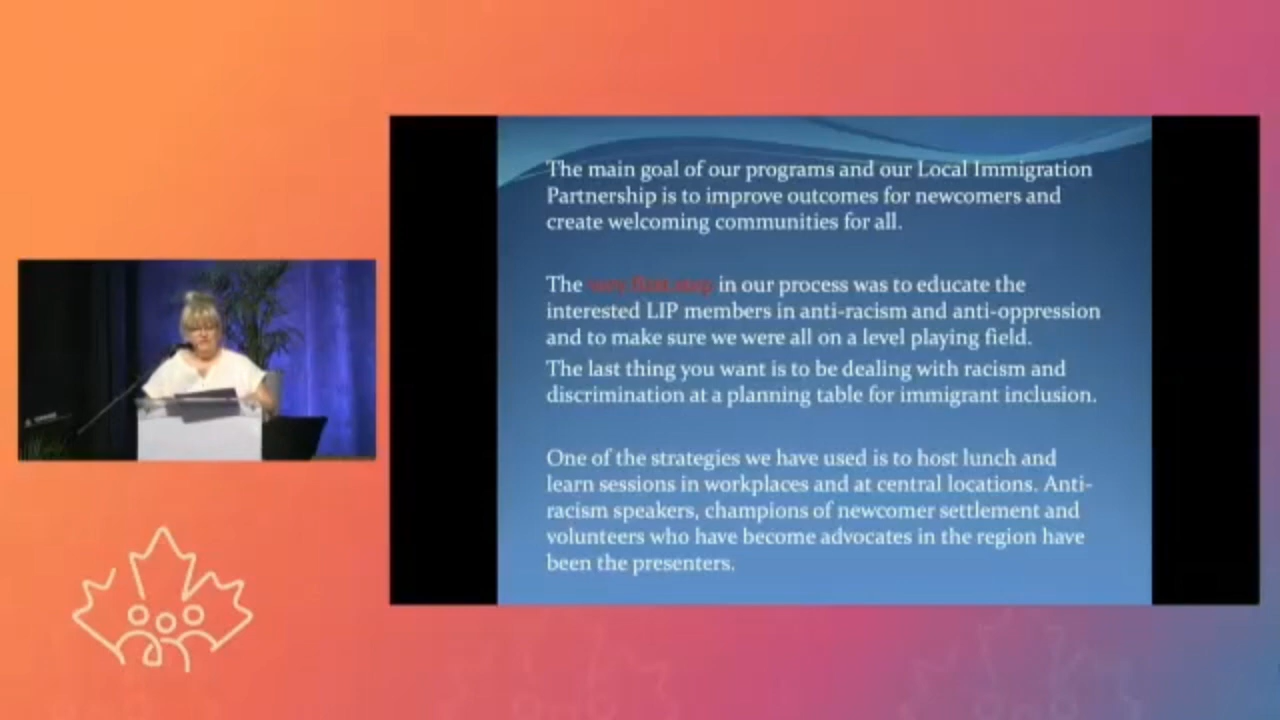 The main goal of our programs and our Local Immigration
Partnership is to improve outcomes for newcomers and
create welcoming communities for all.
The very first step in our process was to educate the
interested LIP members in anti-racism and anti-oppression
and to make sure we were all on a level playing field.
The last thing you want is to be dealing with racism and
discrimination at a planning table for immigrant inclusion.
One of the strategies we have used is to host lunch and
learn sessions in workplaces and at central locations. Anti-
racism speakers, champions of newcomer settlement and
volunteers who have become advocates in the region have
been the presenters.